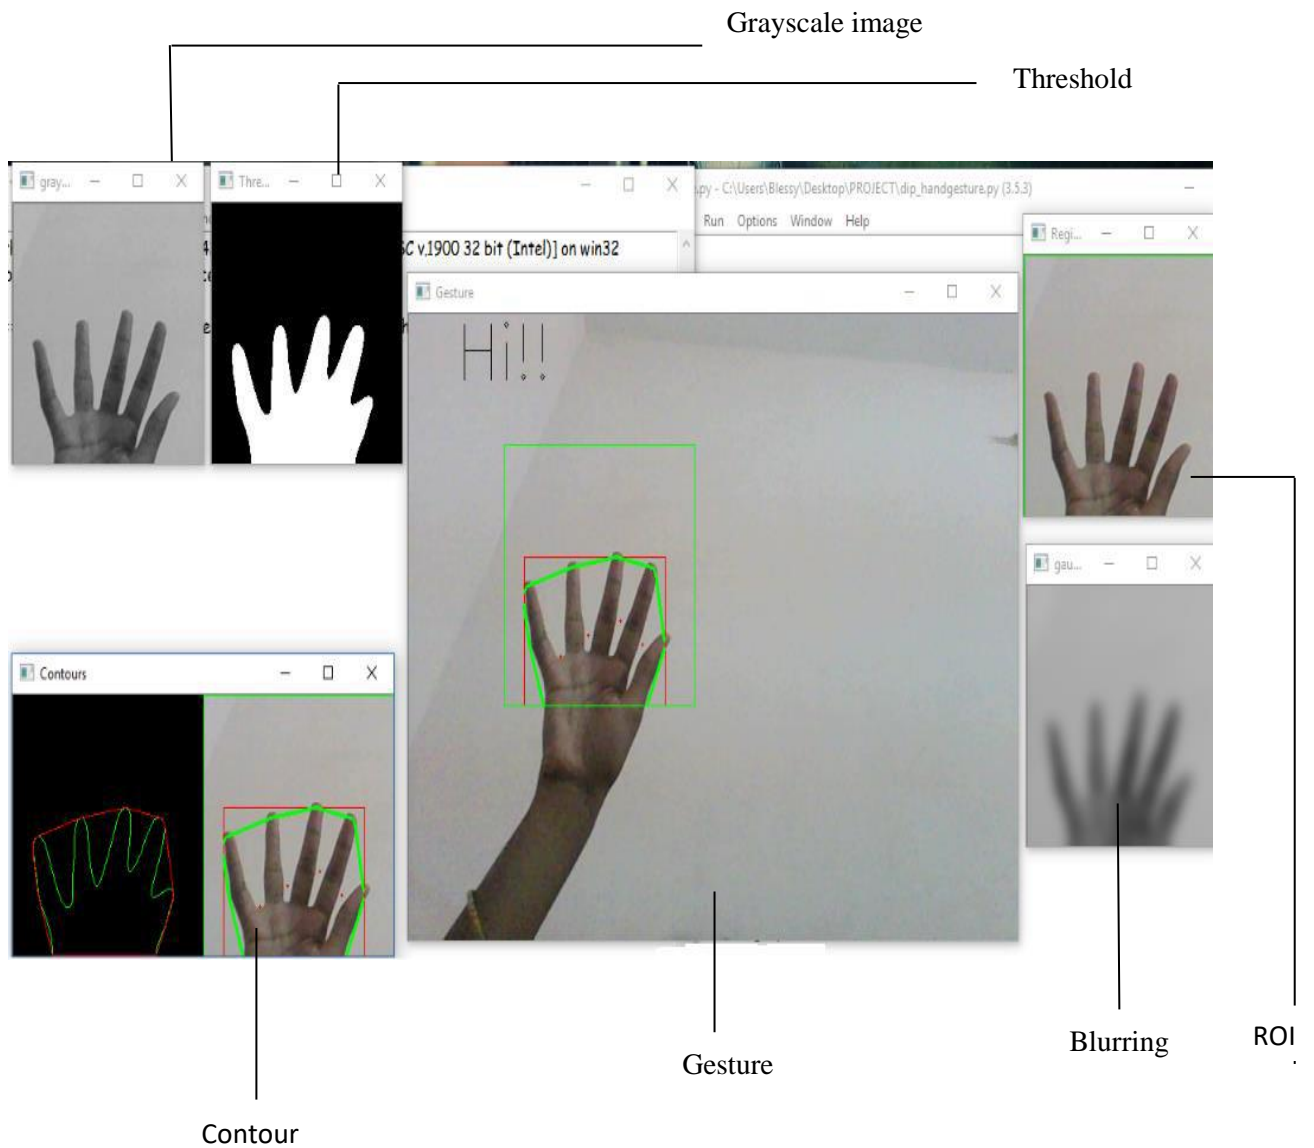 Grayscale image
Threshold
gray...
Thre...
.py - C:\Users\Blessy\Desktop\PROJECT\dip_handgesture.py (3.5.3)
Run Options Window Help
Regi...
SC v.1900 32 bit (Intel)] on win32
Gesture
Hi!!
gau...
Contours
Blurring
ROI
Gesture
Contour